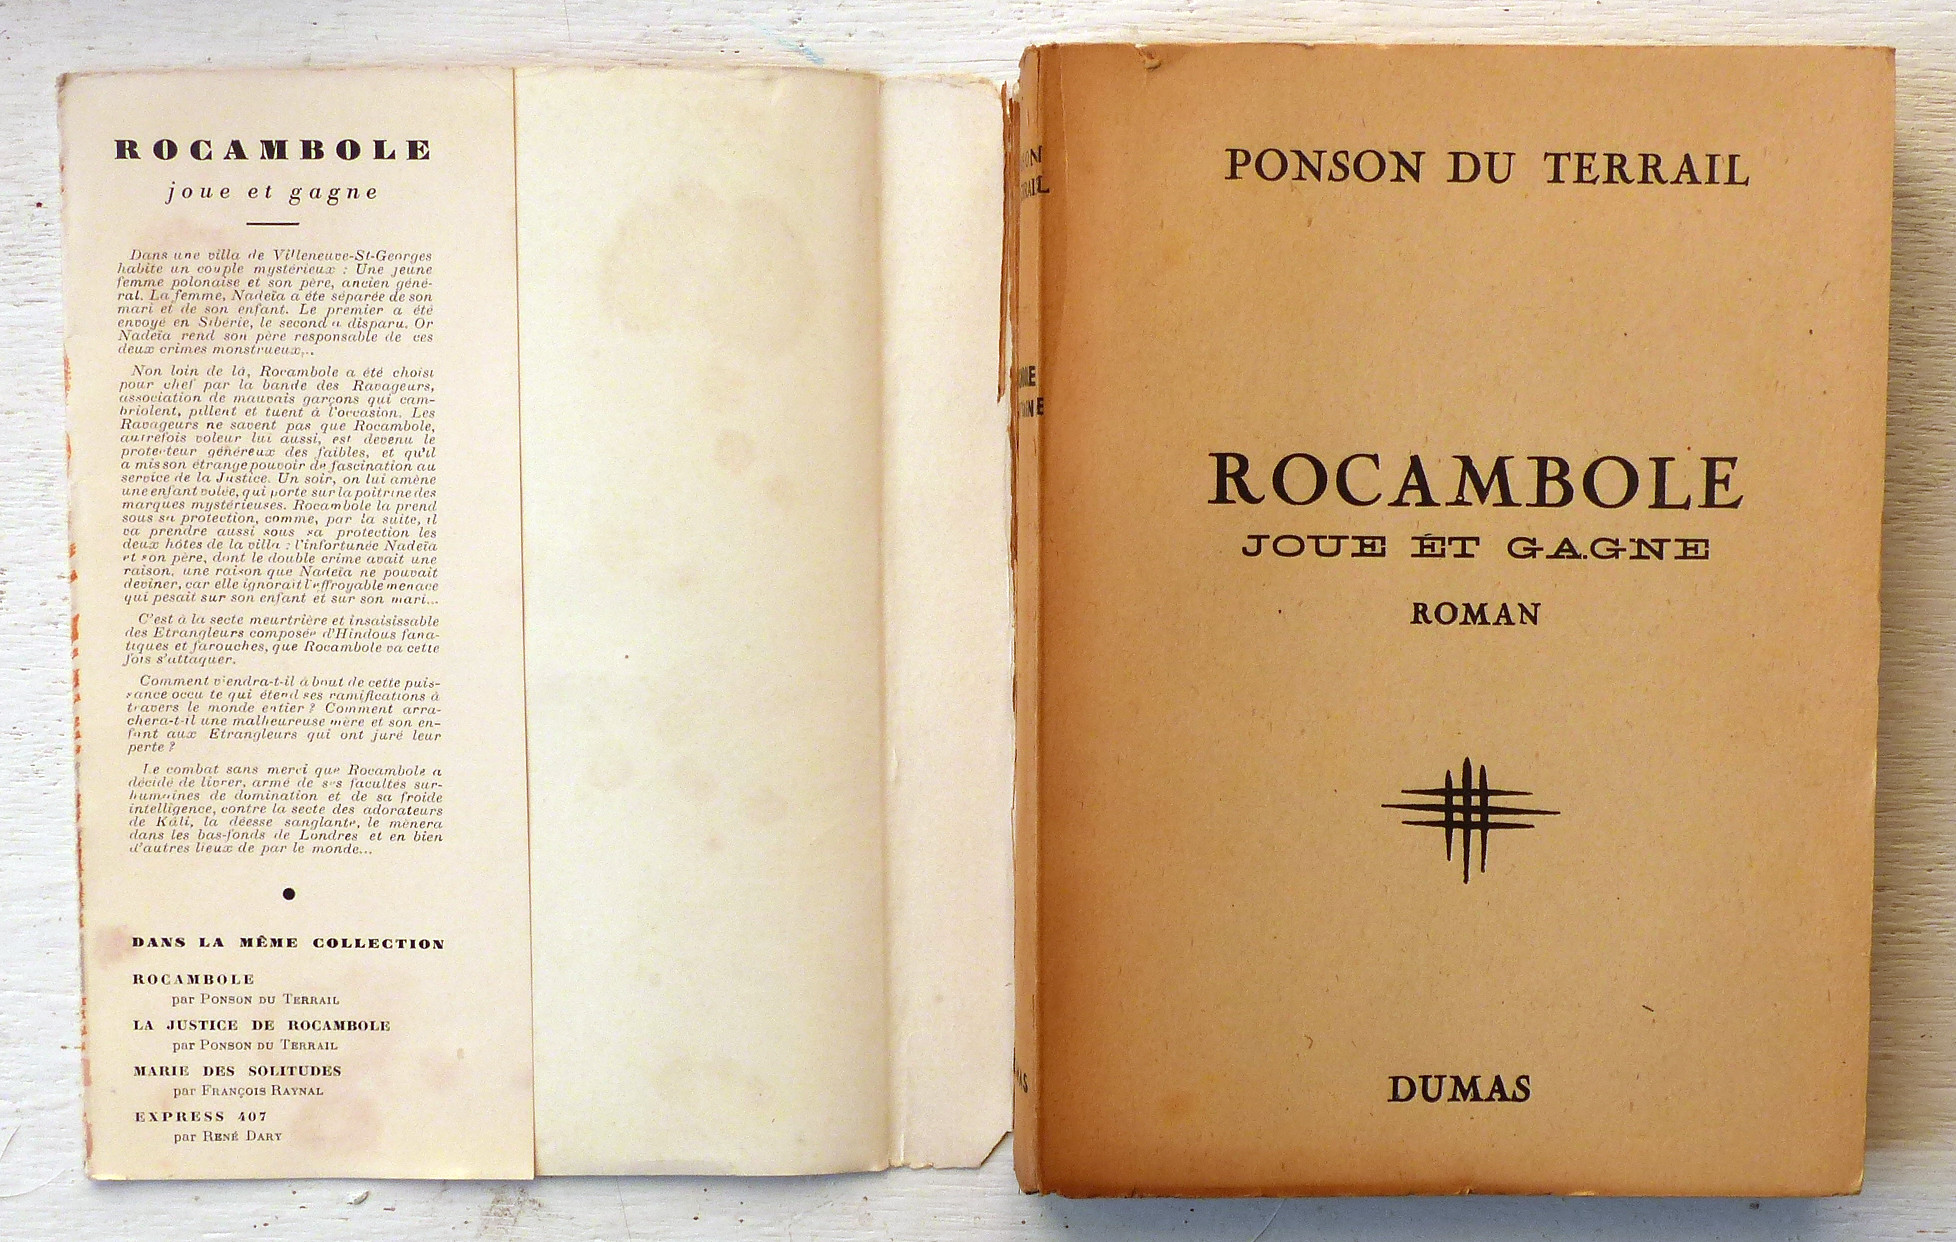 ROCAMBOLE
joue et gagne
Dans une villa de Villeneuve-St-Georges
habite un couple mystérieux : Une jeune
femme polonaise et son père, ancien géné-
ral. La femme, Nadeïa a éte séparée de son
mari et de son enfant. Le premier a été
envoyé en Sibérie, le second a disparu. Or
Nadeïa rend son père responsable de ces
deux crimes monstrueux...
Non loin de là, Rocambole a été choisi
pour chef par la bande des Ravageurs,
association de mauvais garçons qui cam-
briolent, pillent et tuent à l'occasion. Les
Ravageurs ne savent pas que Rocambole,
autrefois voleur lui aussi, est devenu le
protecteur généreux des faibles, et qu'il
a mis son étrange pouvoir de fascination au
service de la Justice. Un soir, on lui amène
une enfant volée, qui porte sur la poitrine des
marques mystérieuses. Rocambole la prend
sous sa protection, comme, par la suite, il
va prendre aussi sous sa protection les
deux hôtes de la villa : l'infortunée Nadeïa
et son père, dont le double crime avait une
raison, une raison que Nadeïa ne pouvait
deviner, car elle ignorait l'effroyable menace
qui pesait sur son enfant et sur son mari...
C'est à la secte meurtrière et insaisissable
des Etrangleurs composée d'Hindous fana-
tiques et farouches, que Rocambole va cette
fois s'attaquer.
Comment viendra-t-il à bout de cette puis-
sance occulte qui étend ses ramifications à
travers le monde entier ? Comment arra-
chera-t-il une malheureuse mère et son en-
fant aux Etrangleurs qui ont juré leur
perte ?
Le combat sans merci que Rocambole a
décidé de livrer, armé de ses facultés sur-
humaines de domination et de sa froide
intelligence, contre la secte des adorateurs
de Kâli, la déesse sanglante, le mènera
dans les bas-fonds de Londres et en bien
d'autres lieux de par le monde...
DANS LA MÊME COLLECTION
ROCAMBOLE
par PONSON DU TERRAIL
LA JUSTICE DE ROCAMBOLE
par PONSON DU TERRAIL
MARIE DES SOLITUDES
par FRANÇOIS RAYNAL
EXPRESS 407
par RENÉ DARY
PONSON DU TERRAIL
ROCAMBOLE
JOUE ET GAGNE
ROMAN
DUMAS